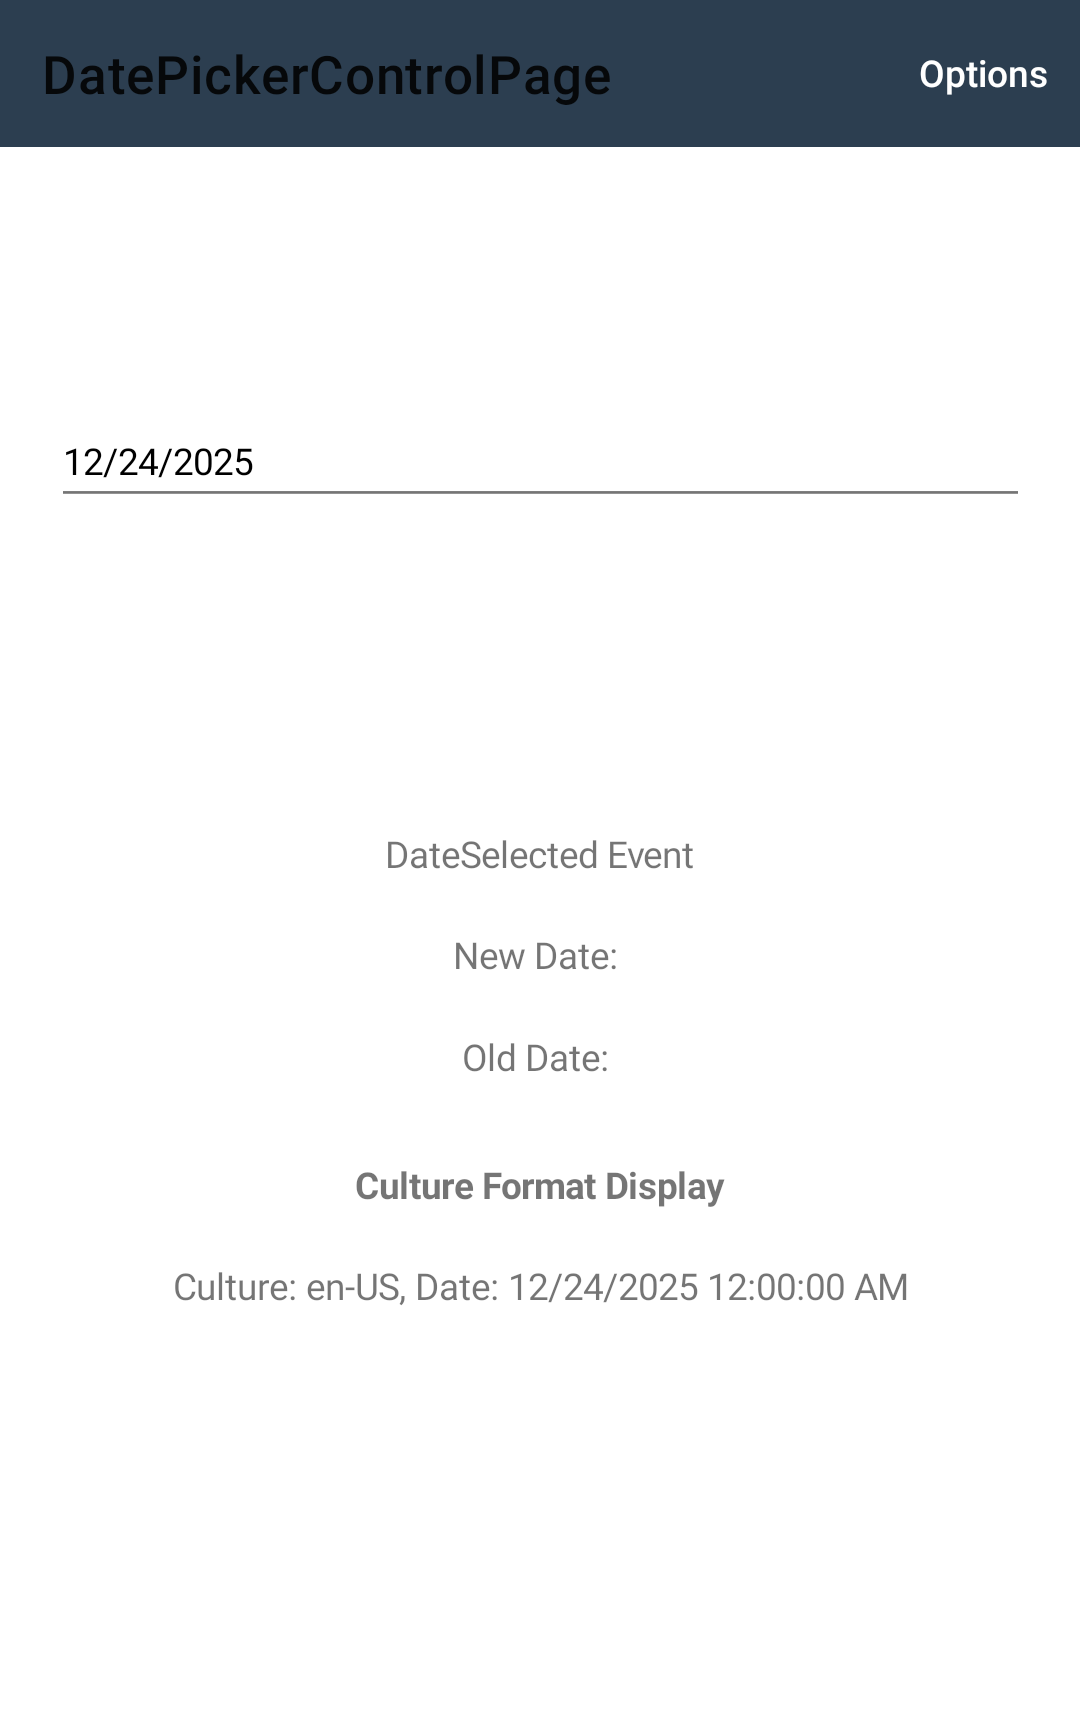 DatePickerControlPage
Options
12/24/2025
DateSelected Event
New Date:
Old Date:
Culture Format Display
Culture: en-US, Date: 12/24/2025 12:00:00 AM